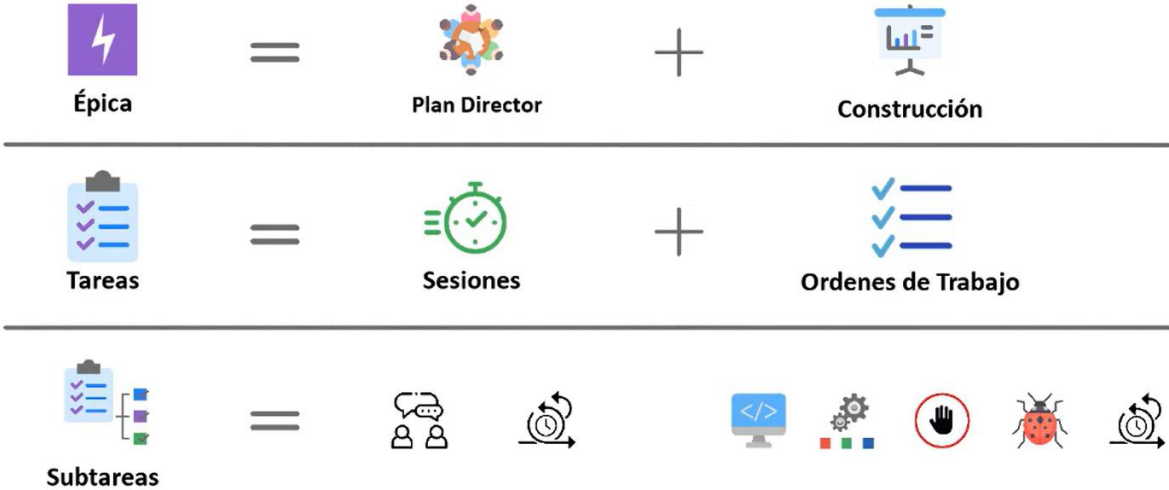 Épica
Plan Director
Construcción
Tareas
Sesiones
Ordenes de Trabajo
Subtareas
</>